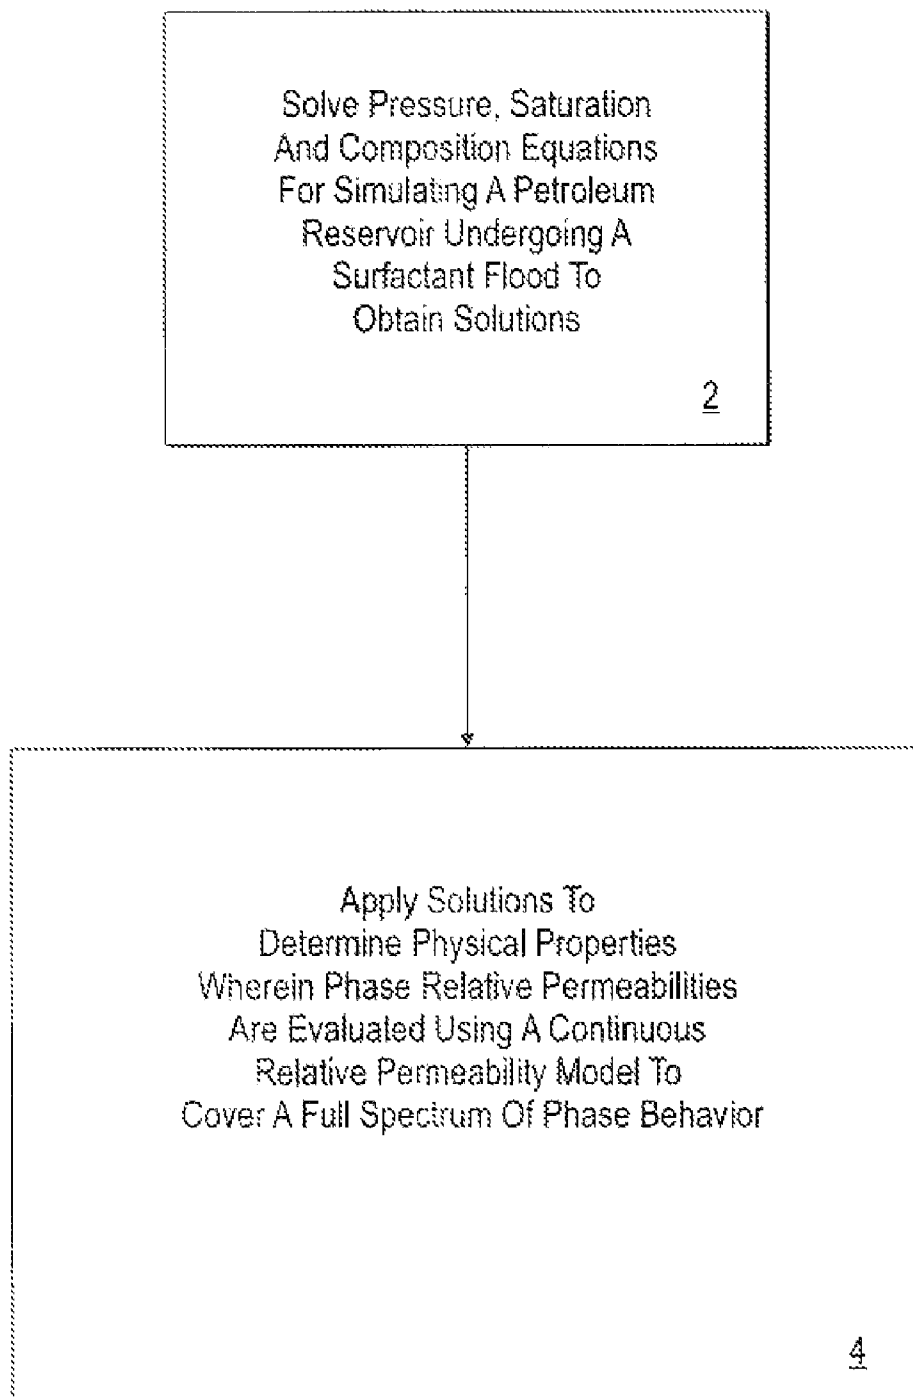 Solve Pressure, Saturation
And Composition Equations
For Simulating A Petroleum
Reservoir Undergoing A
Surfactant Flood To
Obtain Solutions
2
Apply Solutions To
Determine Physical Properties
Wherein Phase Relative Permeabilities
Are Evaluated Using A Continuous
Relative Permeability Model To
Cover A Full Spectrum Of Phase Behavior
4